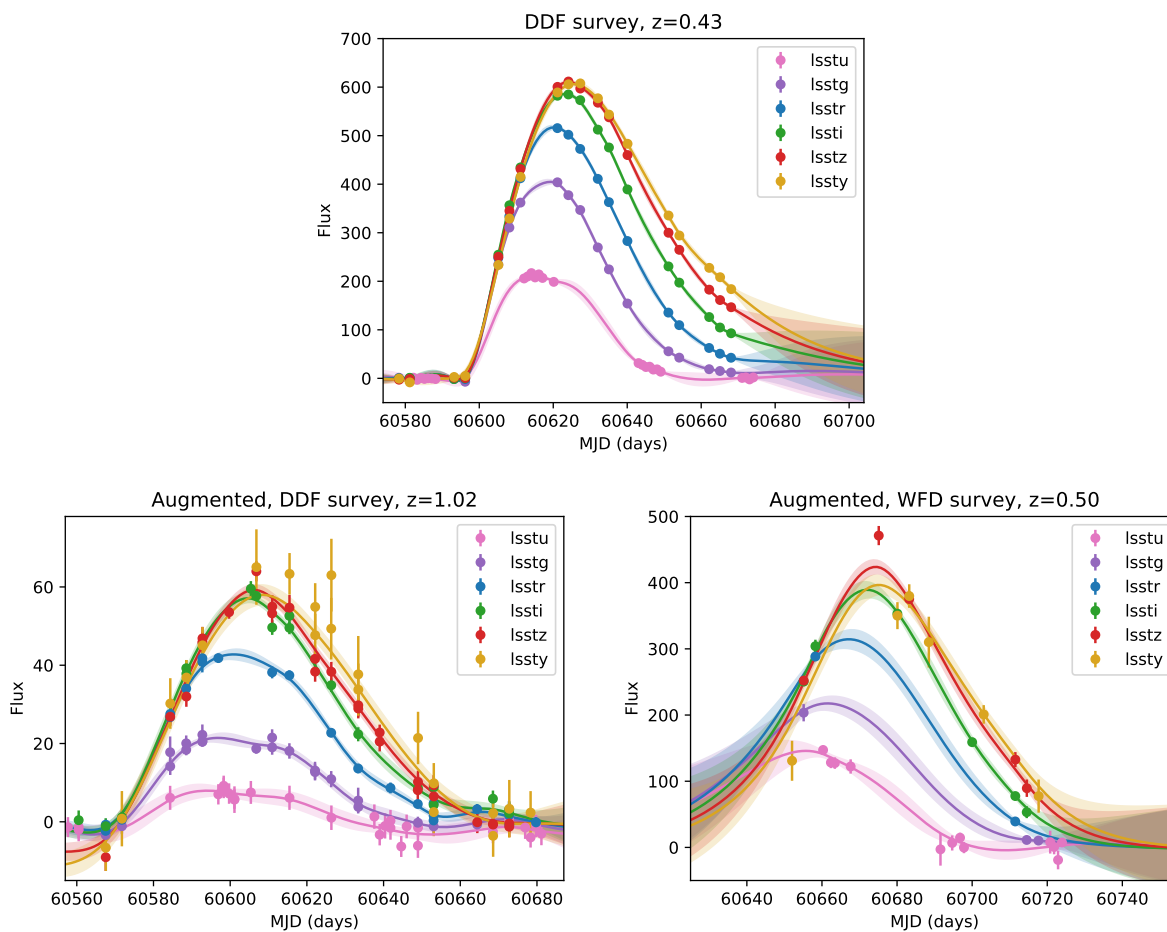 DDF survey, z=0.43
700
600
500
400
300
200
100
0
Flux
60580 60600 60620 60640 60660 60680 60700
MJD (days)
lsstu
lsstg
lsstr
lssti
lsstz
lssty
Augmented, DDF survey, z=1.02
60
40
20
0
Flux
60560 60580 60600 60620 60640 60660 60680
MJD (days)
lsstu
lsstg
lsstr
lssti
lsstz
lssty
Augmented, WFD survey, z=0.50
500
400
300
200
100
0
Flux
60640 60660 60680 60700 60720 60740
MJD (days)
lsstu
lsstg
lsstr
lssti
lsstz
lssty